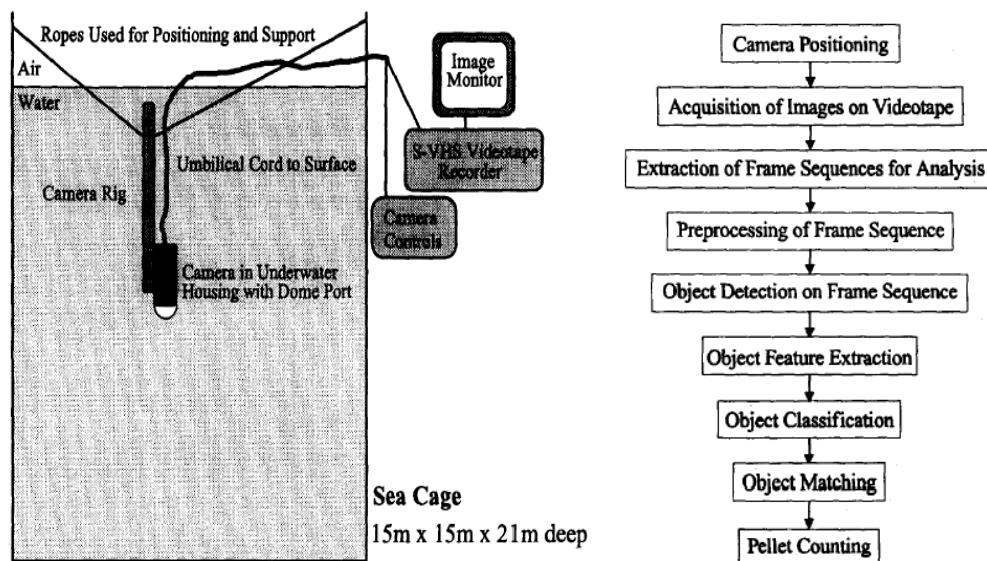 Ropes Used for Positioning and Support
Air
Water
Image
Monitor
Umbilical Cord to Surface
S-VHS Videotape
Recorder
Camera Rig
Camera
Controls
Camera in Underwater
Housing with Dome Port
Sea Cage
15m x 15m x 21m deep
Camera Positioning
Acquisition of Images on Videotape
Extraction of Frame Sequences for Analysis
Preprocessing of Frame Sequence
Object Detection on Frame Sequence
Object Feature Extraction
Object Classification
Object Matching
Pellet Counting